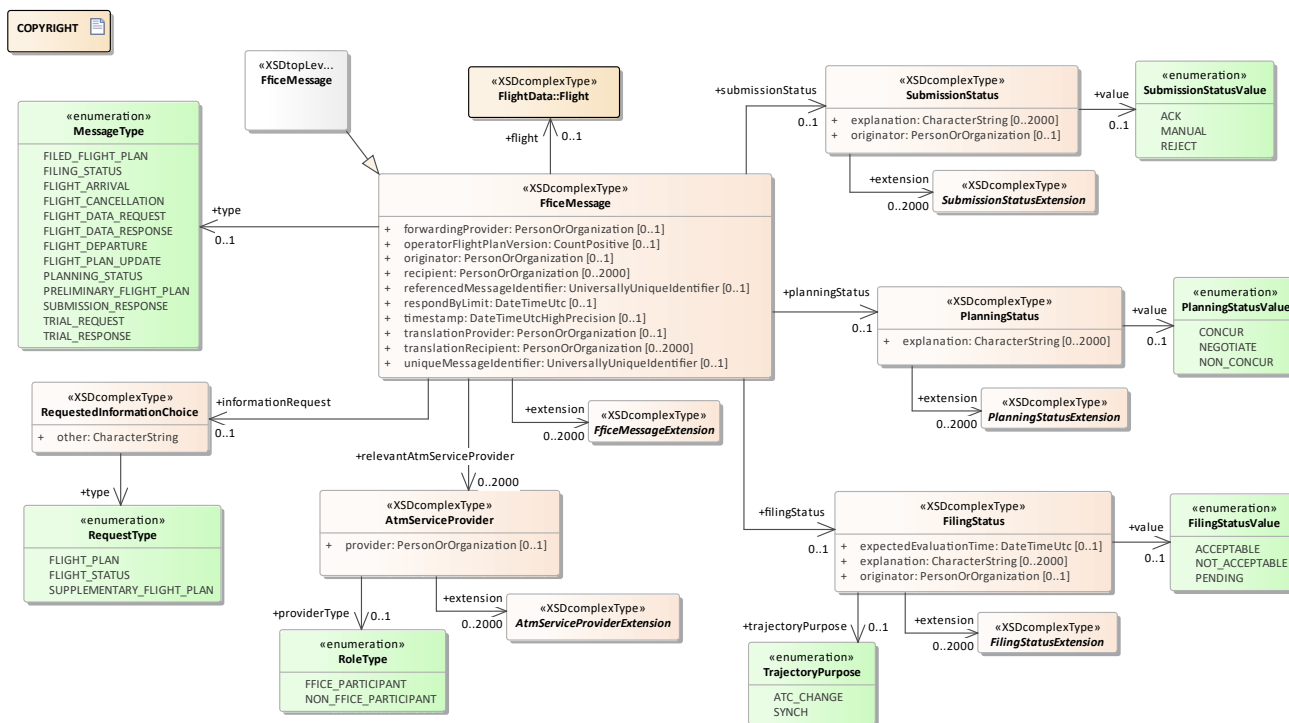 COPYRIGHT
«XSDtopLev...
FficeMessage
«XSDcomplexType»
FlightData::Flight
+flight
0..1
«enumeration»
MessageType
FILED_FLIGHT_PLAN
FILING_STATUS
FLIGHT_ARRIVAL
FLIGHT_CANCELLATION
FLIGHT_DATA_REQUEST
FLIGHT_DATA_RESPONSE
FLIGHT_DEPARTURE
FLIGHT_PLAN_UPDATE
PLANNING_STATUS
PRELIMINARY_FLIGHT_PLAN
SUBMISSION_RESPONSE
TRIAL_REQUEST
TRIAL_RESPONSE
+type
0..1
«XSDcomplexType»
FficeMessage
+ forwardingProvider: PersonOrOrganization [0..1]
+ operatorFlightPlanVersion: CountPositive [0..1]
+ originator: PersonOrOrganization [0..1]
+ recipient: PersonOrOrganization [0..2000]
+ referencedMessageIdentifier: UniversallyUniqueIdentifier [0..1]
+ respondByLimit: DateTimeUtc [0..1]
+ timestamp: DateTimeUtcHighPrecision [0..1]
+ translationProvider: PersonOrOrganization [0..1]
+ translationRecipient: PersonOrOrganization [0..2000]
+ uniqueMessageIdentifier: UniversallyUniqueIdentifier [0..1]
+submissionStatus
0..1
«XSDcomplexType»
SubmissionStatus
+ explanation: CharacterString [0..2000]
+ originator: PersonOrOrganization [0..1]
+value
0..1
«enumeration»
SubmissionStatusValue
ACK
MANUAL
REJECT
+extension
0..2000
«XSDcomplexType»
SubmissionStatusExtension
+planningStatus
0..1
«XSDcomplexType»
PlanningStatus
+ explanation: CharacterString [0..2000]
+value
0..1
«enumeration»
PlanningStatusValue
CONCUR
NEGOTIATE
NON_CONCUR
+extension
0..2000
«XSDcomplexType»
PlanningStatusExtension
«XSDcomplexType»
RequestedInformationChoice
+ other: CharacterString
+informationRequest
0..1
+type
«enumeration»
RequestType
FLIGHT_PLAN
FLIGHT_STATUS
SUPPLEMENTARY_FLIGHT_PLAN
+extension
0..2000
«XSDcomplexType»
FficeMessageExtension
+relevantAtmServiceProvider
0..2000
«XSDcomplexType»
AtmServiceProvider
+ provider: PersonOrOrganization [0..1]
+providerType
0..1
«enumeration»
RoleType
FFICE_PARTICIPANT
NON_FFICE_PARTICIPANT
+extension
0..2000
«XSDcomplexType»
AtmServiceProviderExtension
+filingStatus
0..1
«XSDcomplexType»
FilingStatus
+ expectedEvaluationTime: DateTimeUtc [0..1]
+ explanation: CharacterString [0..2000]
+ originator: PersonOrOrganization [0..1]
+value
0..1
«enumeration»
FilingStatusValue
ACCEPTABLE
NOT_ACCEPTABLE
PENDING
+trajectoryPurpose
0..1
«enumeration»
TrajectoryPurpose
ATC_CHANGE
SYNCH
+extension
0..2000
«XSDcomplexType»
FilingStatusExtension